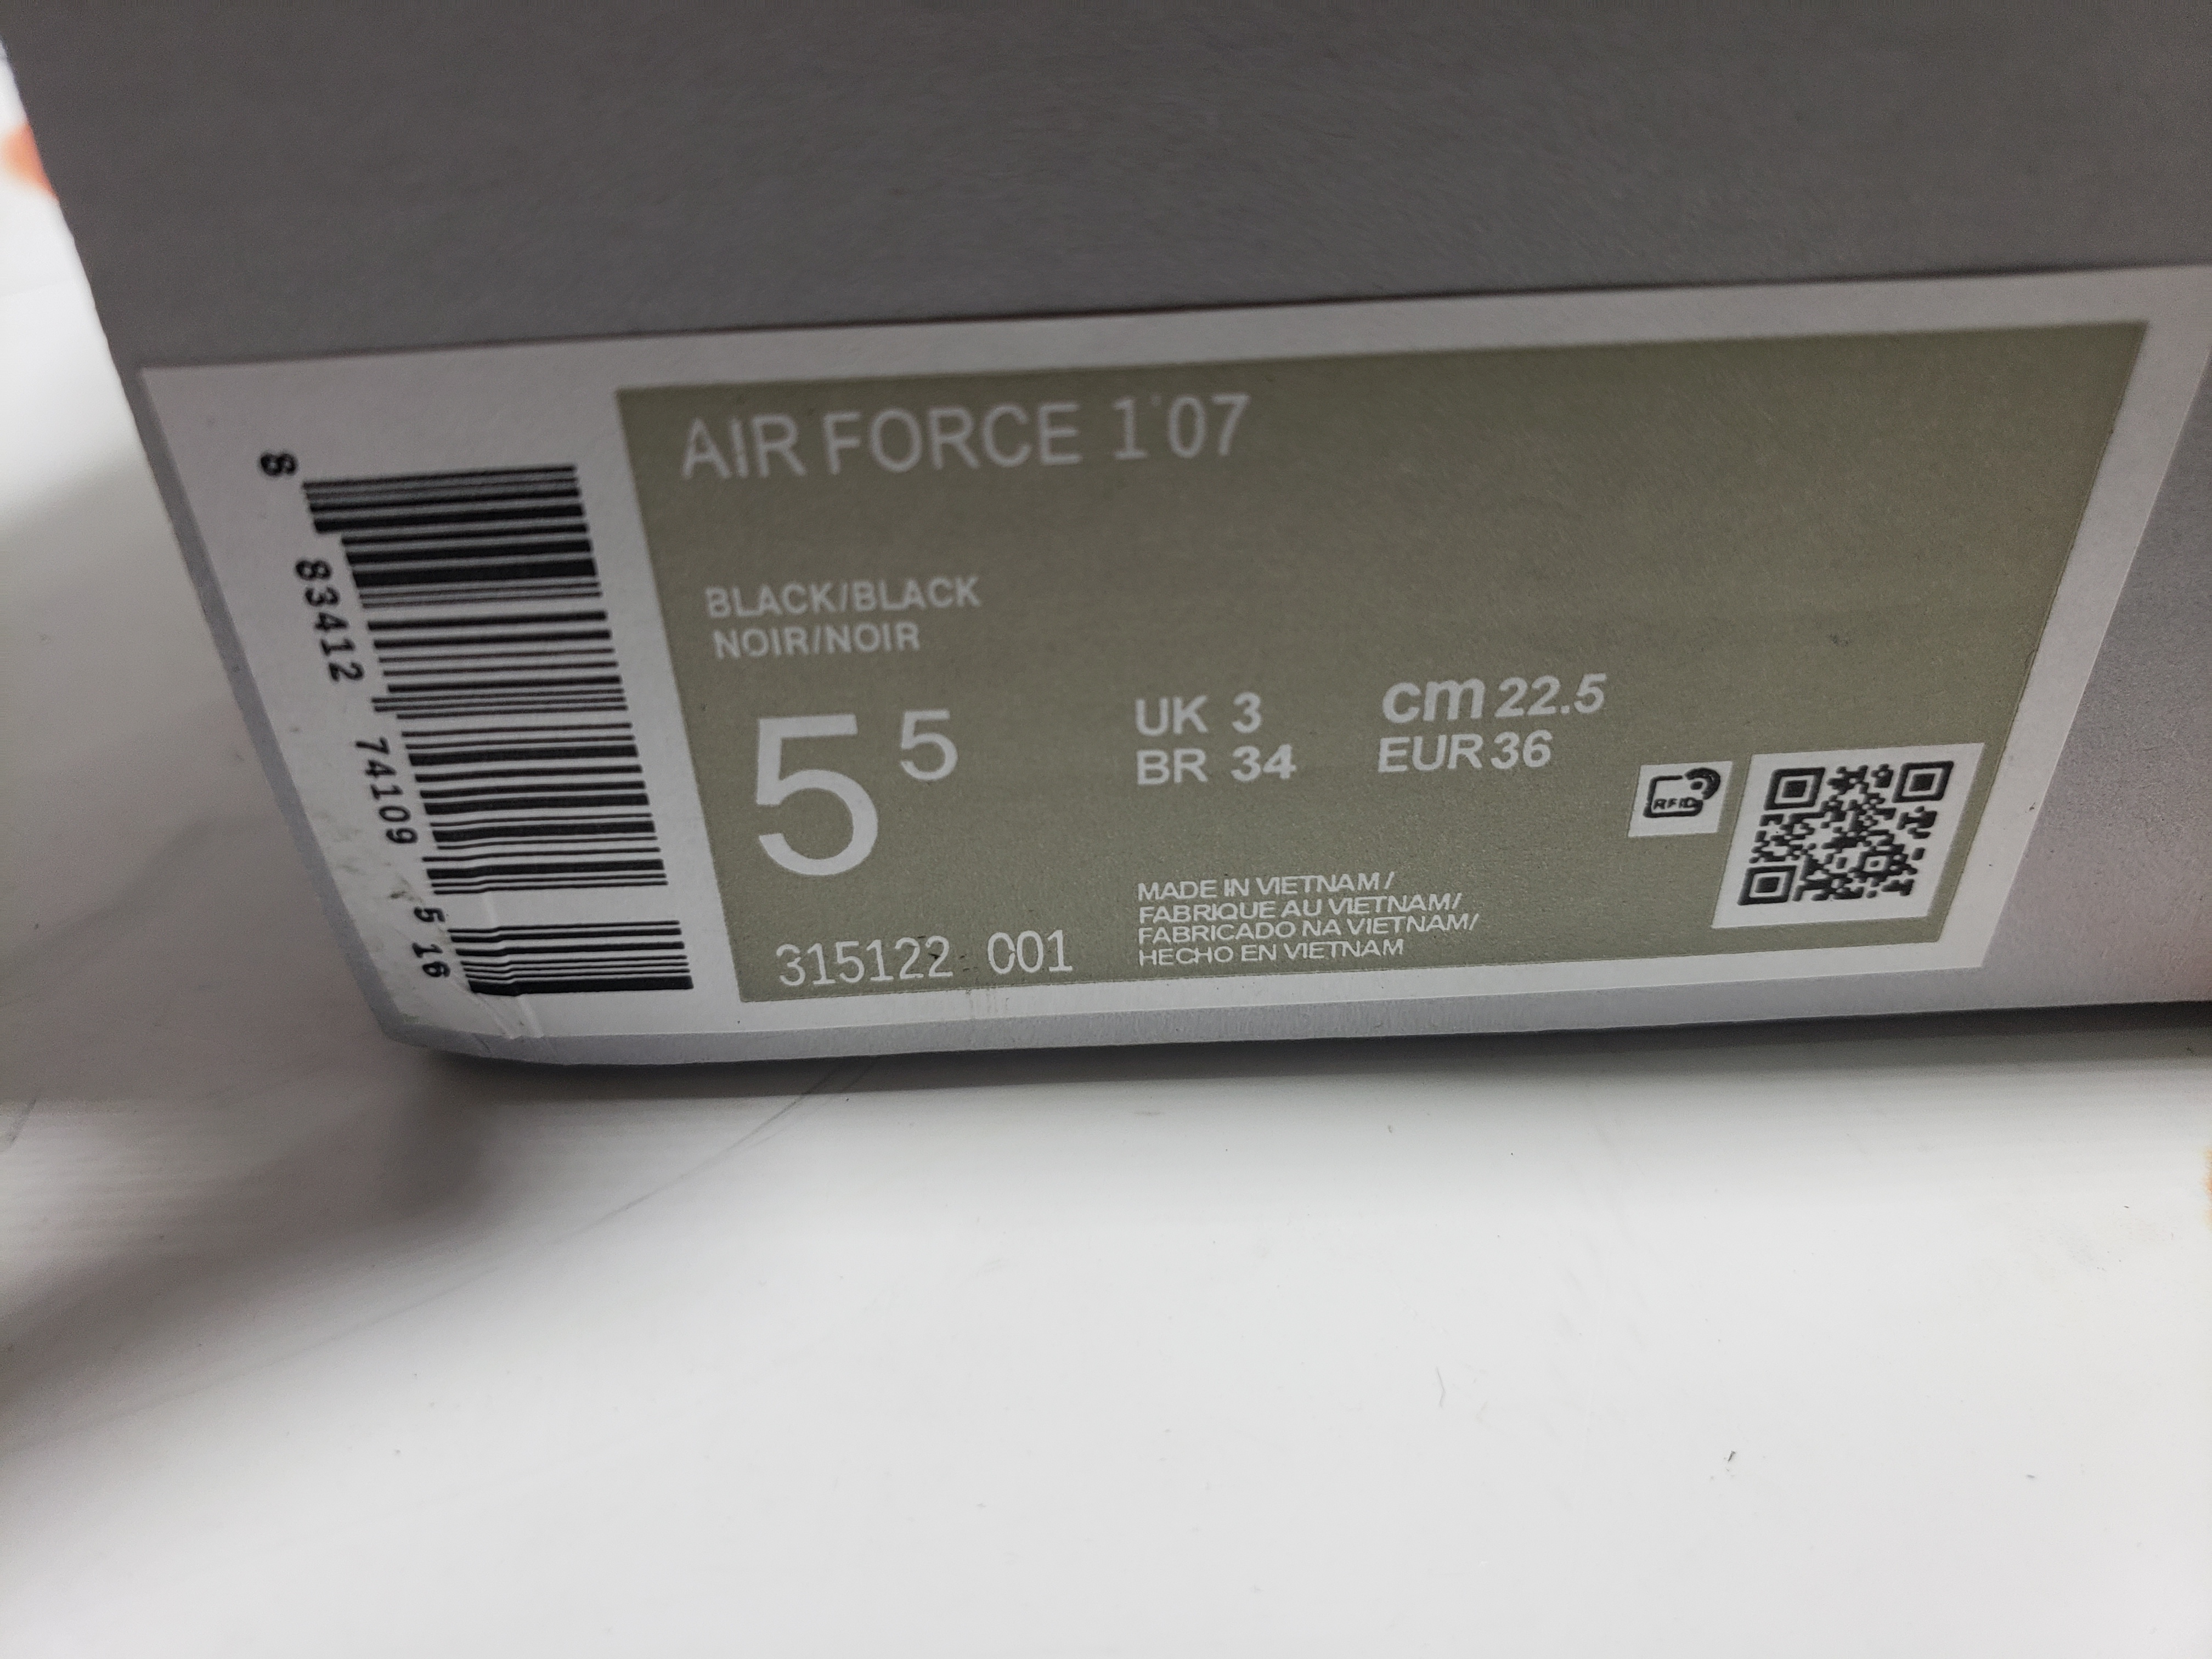 AIR FORCE 1'07
BLACK/BLACK
NOIR/NOIR
5 5
UK 3
BR 34
cm 22.5
EUR 36
RFID
MADE IN VIETNAM/
FABRIQUE AU VIETNAM/
FABRICADO NA VIETNAM/
HECHO EN VIETNAM
315122 001
8 83412 74109 5 16